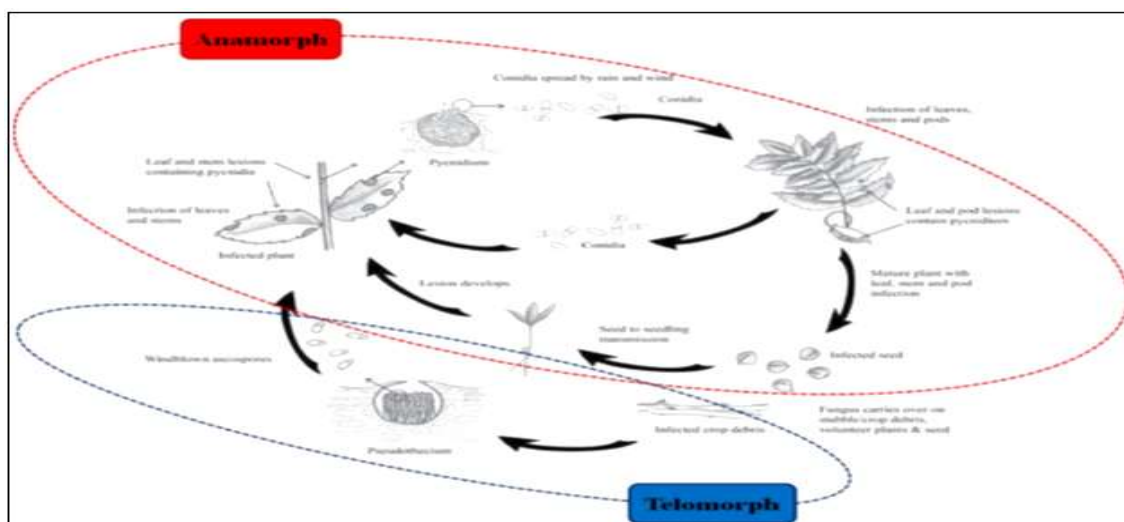 Anamorph
Conidia spread by rain and wind
Conidia
Infection of leaves,
stems and pods
Pycnidium
Leaf and stem lesions
containing pycnidia
Infection of leaves
and stems
Leaf and pod lesions
contain pycnidium
Conidia
Infected plant
Mature plant with
leaf, stem and pod
infection
Lesion develops
Seed to seedling
transmission
Infected seed
Windblown ascospores
Fungus carries over on
stubble/crop debris,
volunteer plants & seed
Infected crop debris
Pseudothecium
Telomorph